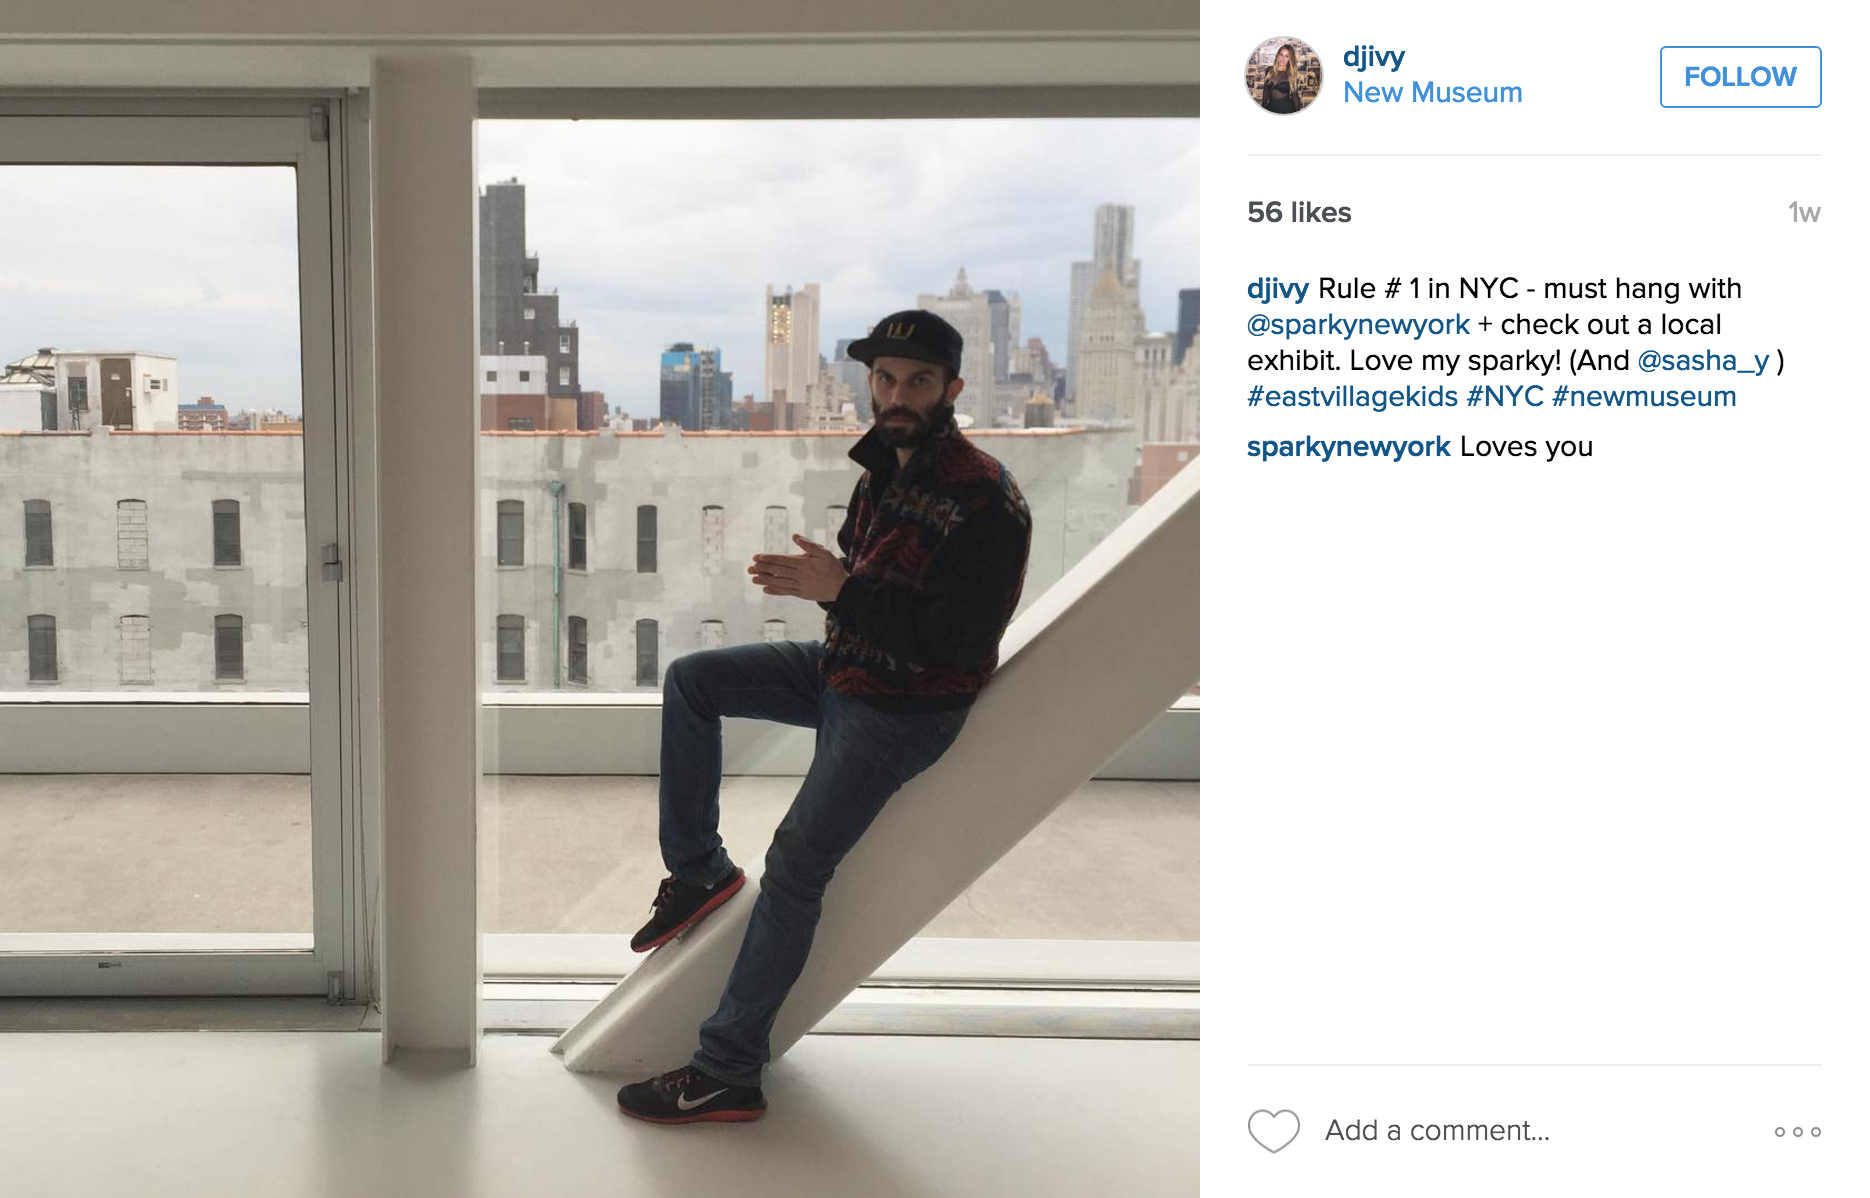 djivy
New Museum
FOLLOW
56 likes
1w
djivy Rule # 1 in NYC - must hang with
@sparkynewyork + check out a local
exhibit. Love my sparky! (And @sasha_y )
#eastvillagekids #NYC #newmuseum
sparkynewyork Loves you
Add a comment...